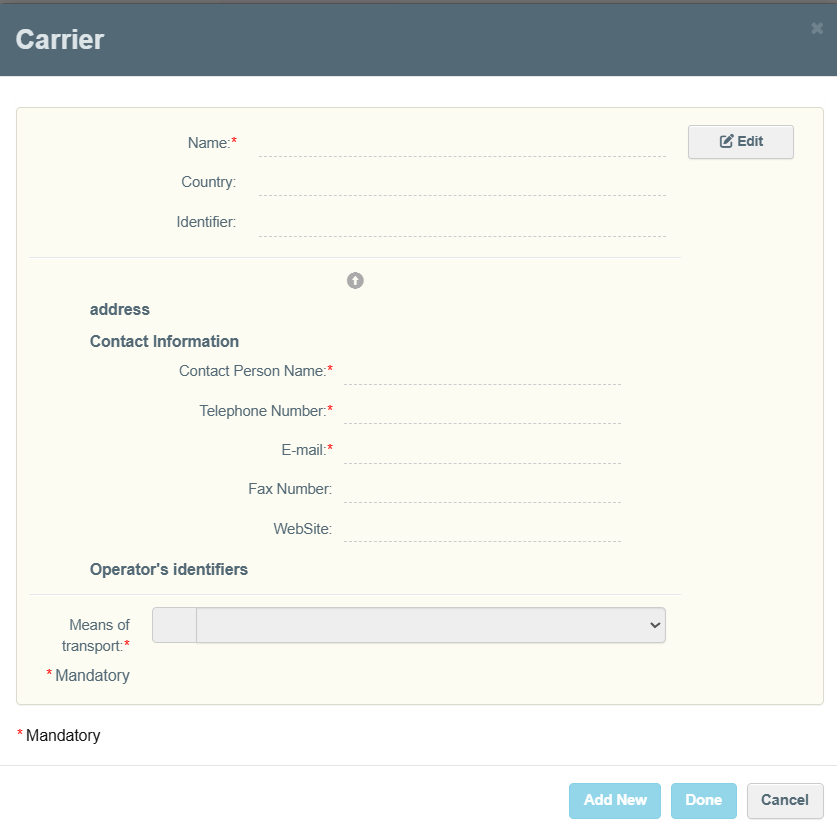 Carrier
Name:*
Edit
Country:
Identifier:
address
Contact Information
Contact Person Name:*
Telephone Number:*
E-mail:*
Fax Number:
WebSite:
Operator's identifiers
Means of
transport:*
* Mandatory
* Mandatory
Add New
Done
Cancel